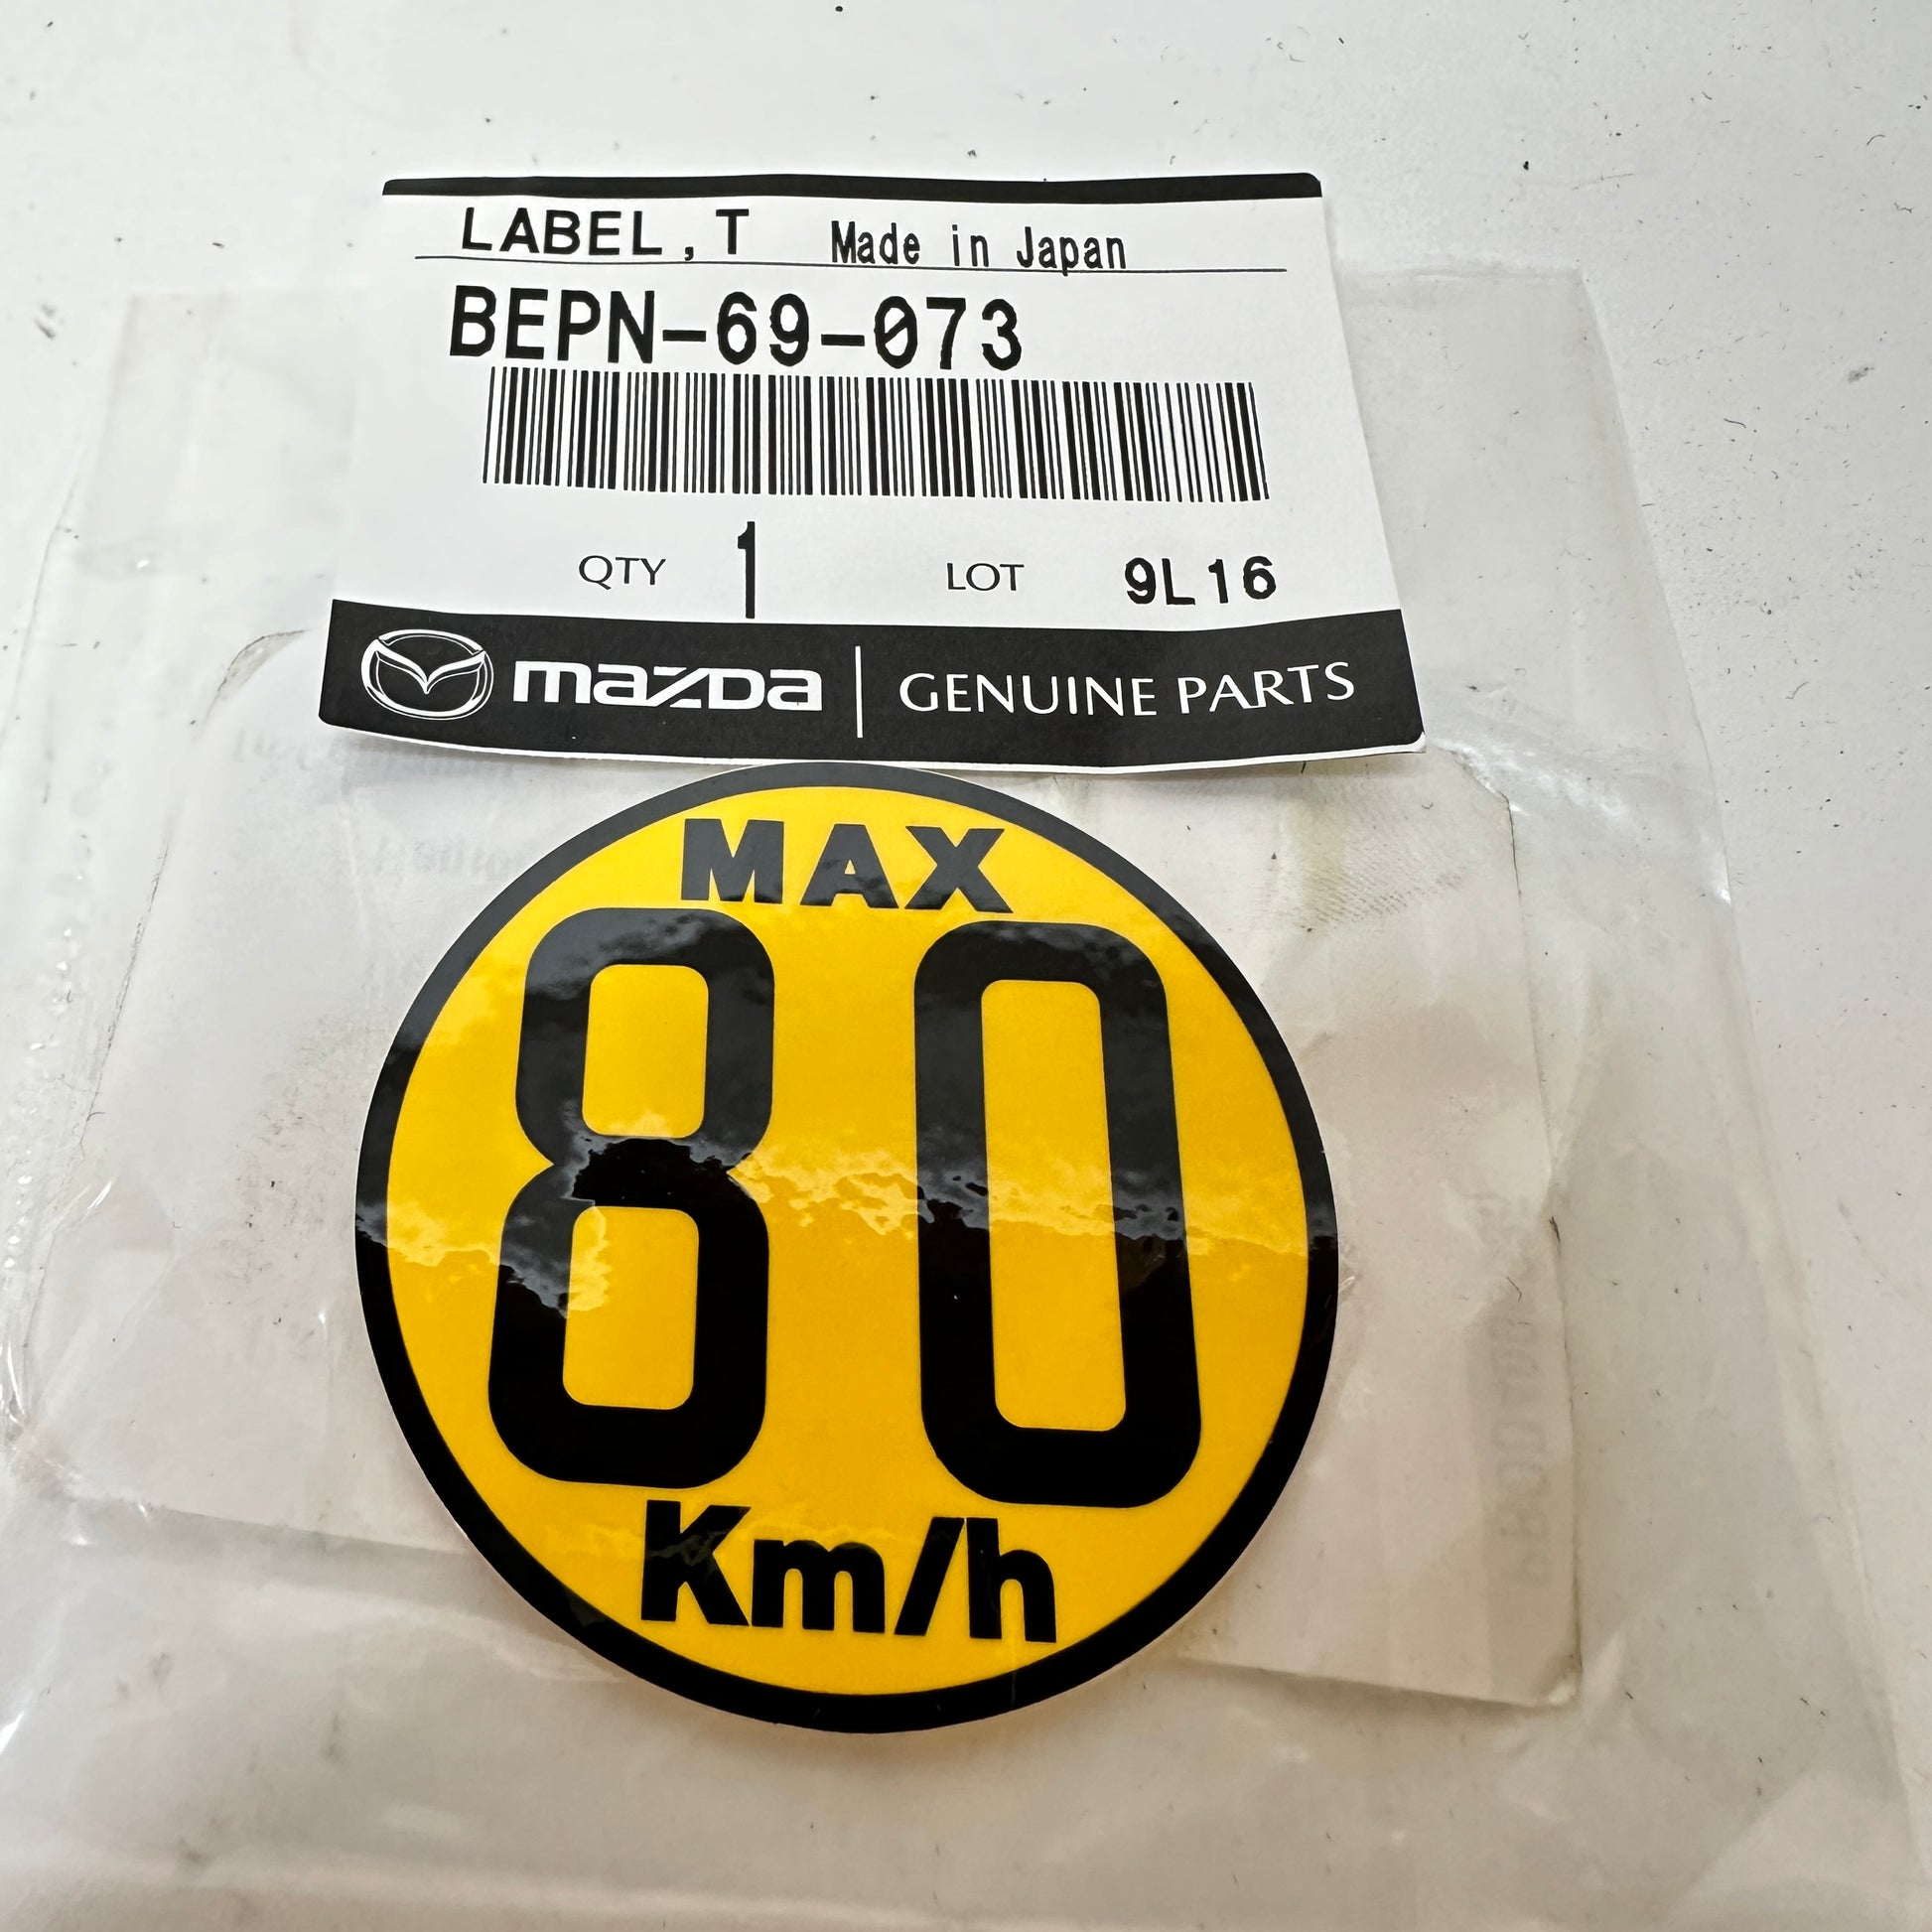 LABEL,T Made in Japan
BEPN-69-073
QTY 1 LOT 9L16
mazda GENUINE PARTS
MAX
80
Km/h